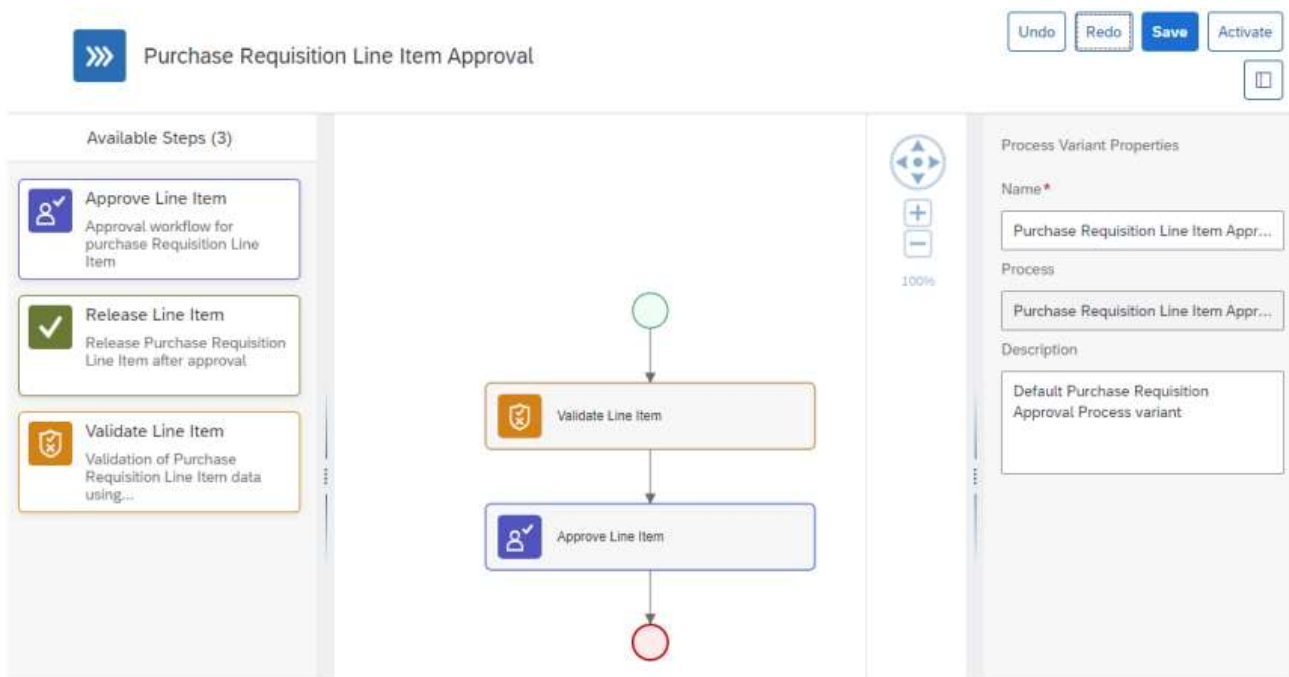 Purchase Requisition Line Item Approval
Undo
Redo
Save
Activate
Available Steps (3)
Approve Line Item
Approval workflow for
purchase Requisition Line
Item
Release Line Item
Release Purchase Requisition
Line Item after approval
Validate Line Item
Validation of Purchase
Requisition Line Item data
using...
Validate Line Item
Approve Line Item
100%
Process Variant Properties
Name*
Purchase Requisition Line Item Appr...
Process
Purchase Requisition Line Item Appr...
Description
Default Purchase Requisition
Approval Process variant